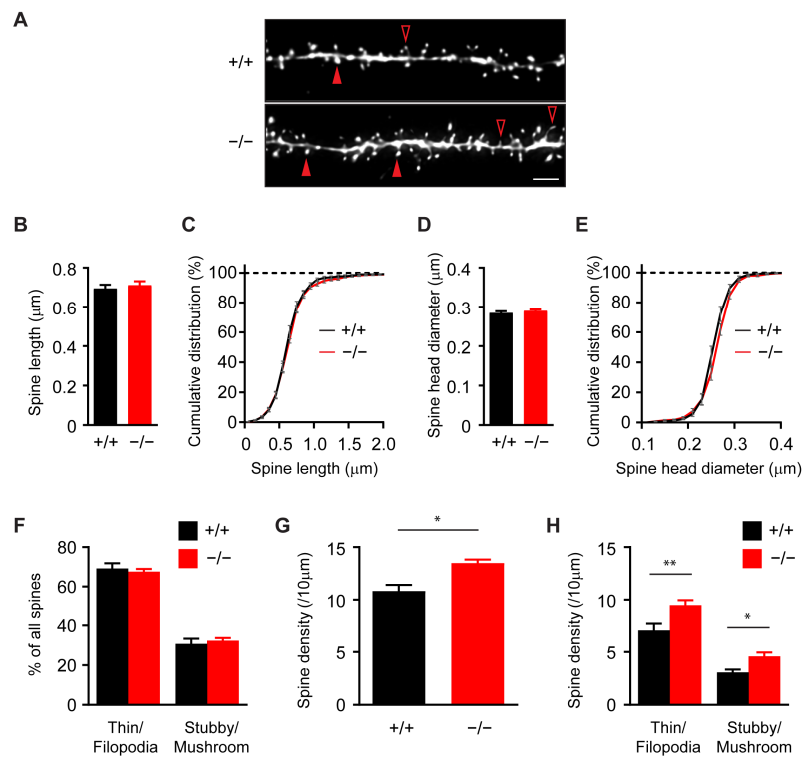 A
+/+
−/−
B
Spine length (μm)
0.8
0.6
0.4
0.2
0
+/+
−/−
C
Cumulative distribution (%)
100
80
60
40
20
0
+/+
−/−
0
0.5
1.0
1.5
2.0
Spine length (μm)
D
Spine head diameter (μm)
0.4
0.3
0.2
0.1
0
+/+
−/−
E
Cumulative distribution (%)
100
80
60
40
20
0
+/+
−/−
0.1
0.2
0.3
0.4
Spine head diameter (μm)
F
+/+
−/−
% of all spines
80
60
40
20
0
Thin/
Filopodia
Stubby/
Mushroom
G
Spine density (/10μm)
15
10
5
0
*
+/+
−/−
H
+/+
−/−
Spine density (/10μm)
15
10
5
0
**
*
Thin/
Filopodia
Stubby/
Mushroom